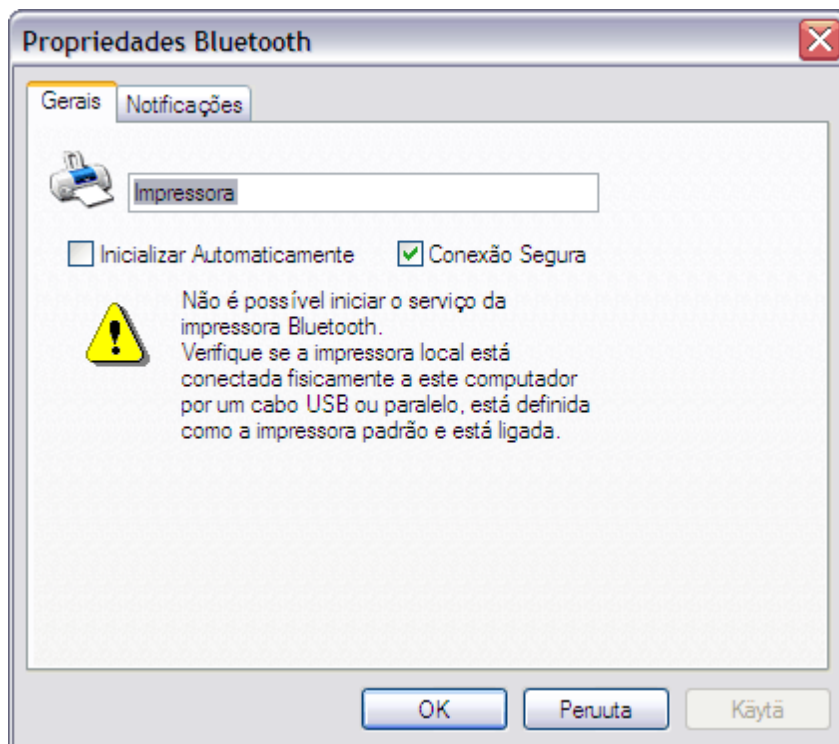 Propriedades Bluetooth
Gerais
Notificações
Impressora
Inicializar Automaticamente
Conexão Segura
Não é possível iniciar o serviço da
impressora Bluetooth.
Verifique se a impressora local está
conectada fisicamente a este computador
por um cabo USB ou paralelo, está definida
como a impressora padrão e está ligada.
OK
Peruuta
Käytä